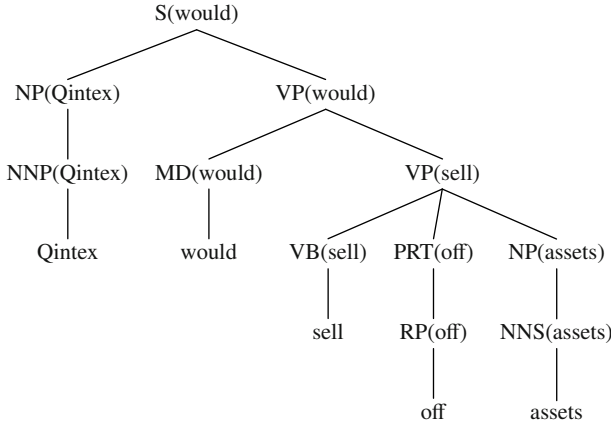 S(would)
NP(Qintex) VP(would)
NNP(Qintex) MD(would) VP(sell)
Qintex would VB(sell) PRT(off) NP(assets)
sell RP(off) NNS(assets)
off assets